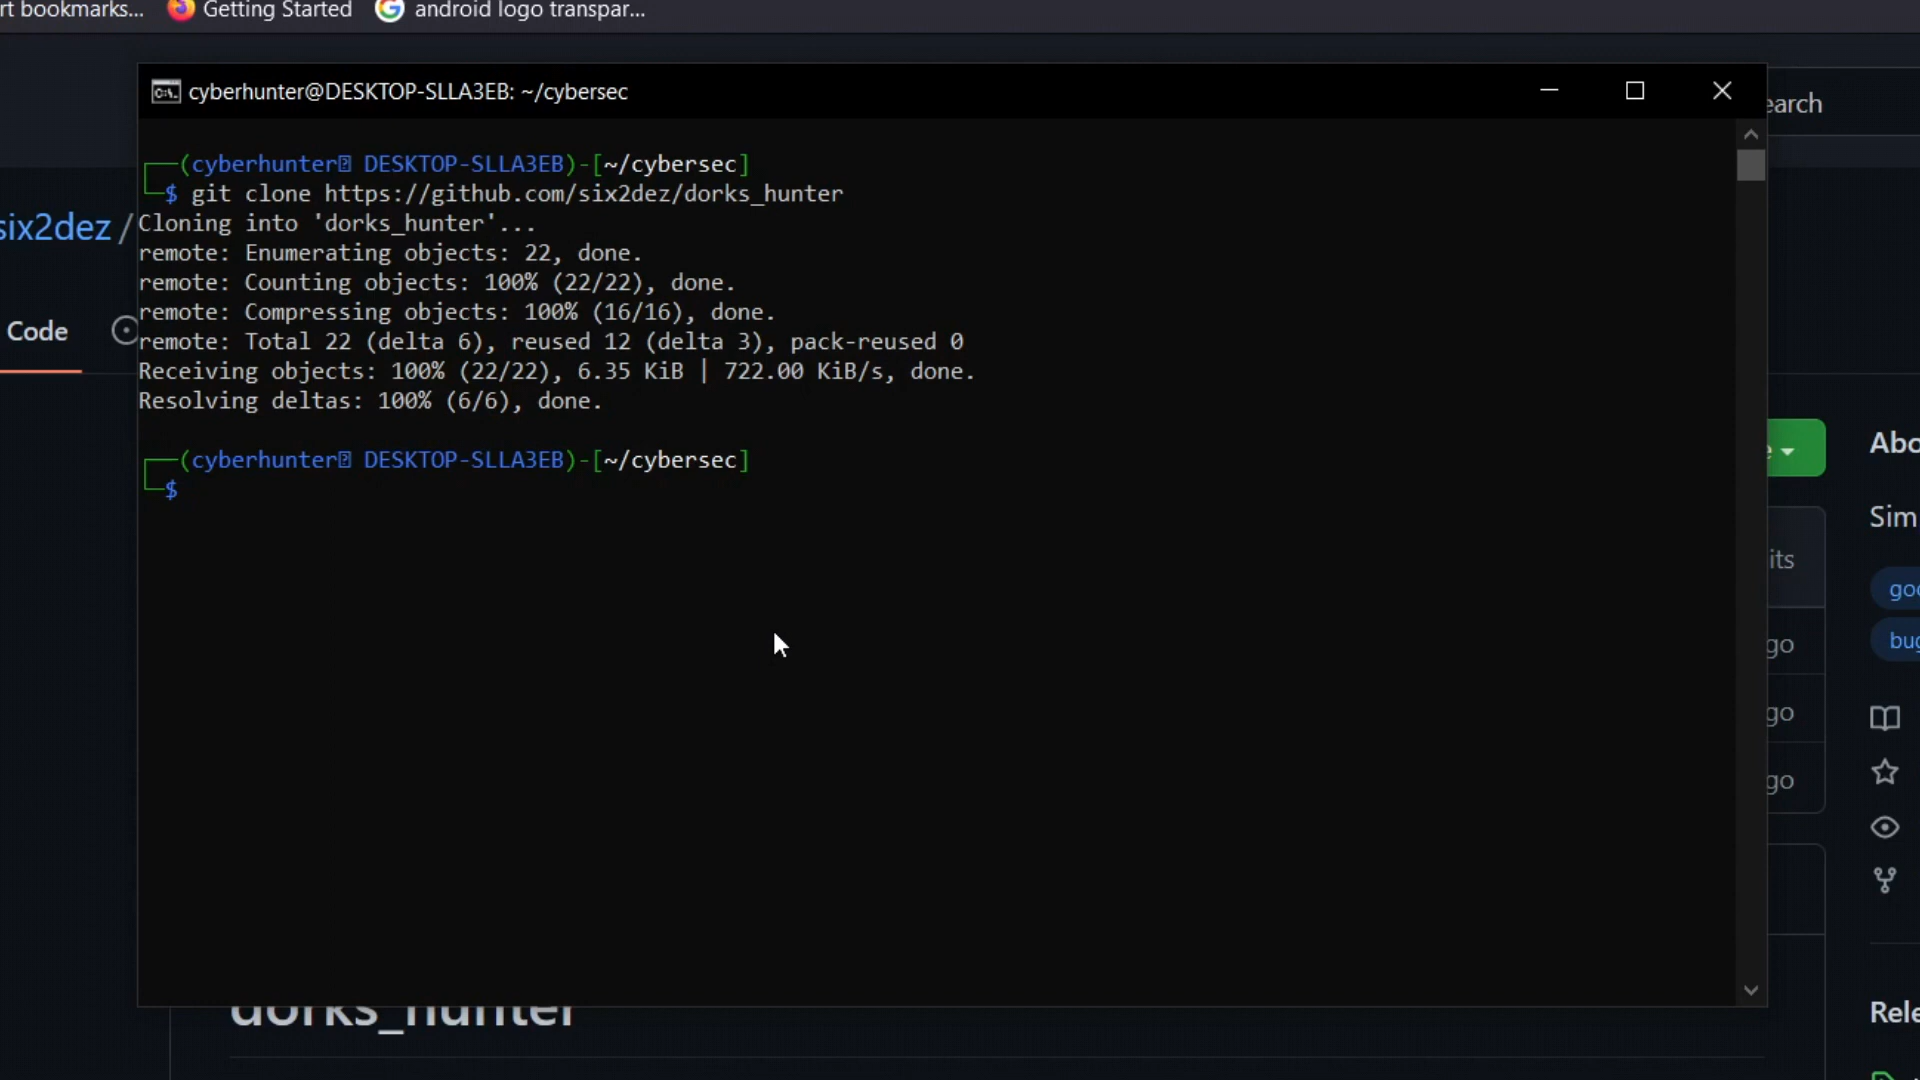 rt bookmarks... Getting Started android logo transpar...
cyberhunter@DESKTOP-SLLA3EB: ~/cybersec
earch
(cyberhunter DESKTOP-SLLA3EB)-[~/cybersec]
$ git clone https://github.com/six2dez/dorks_hunter
six2dez /
Cloning into 'dorks_hunter'...
remote: Enumerating objects: 22, done.
remote: Counting objects: 100% (22/22), done.
remote: Compressing objects: 100% (16/16), done.
Code
remote: Total 22 (delta 6), reused 12 (delta 3), pack-reused 0
Receiving objects: 100% (22/22), 6.35 KiB | 722.00 KiB/s, done.
Resolving deltas: 100% (6/6), done.
Abo
(cyberhunter DESKTOP-SLLA3EB)-[~/cybersec]
$
Sim
its
goo
bug
go
go
go
dorks_hunter
Rele